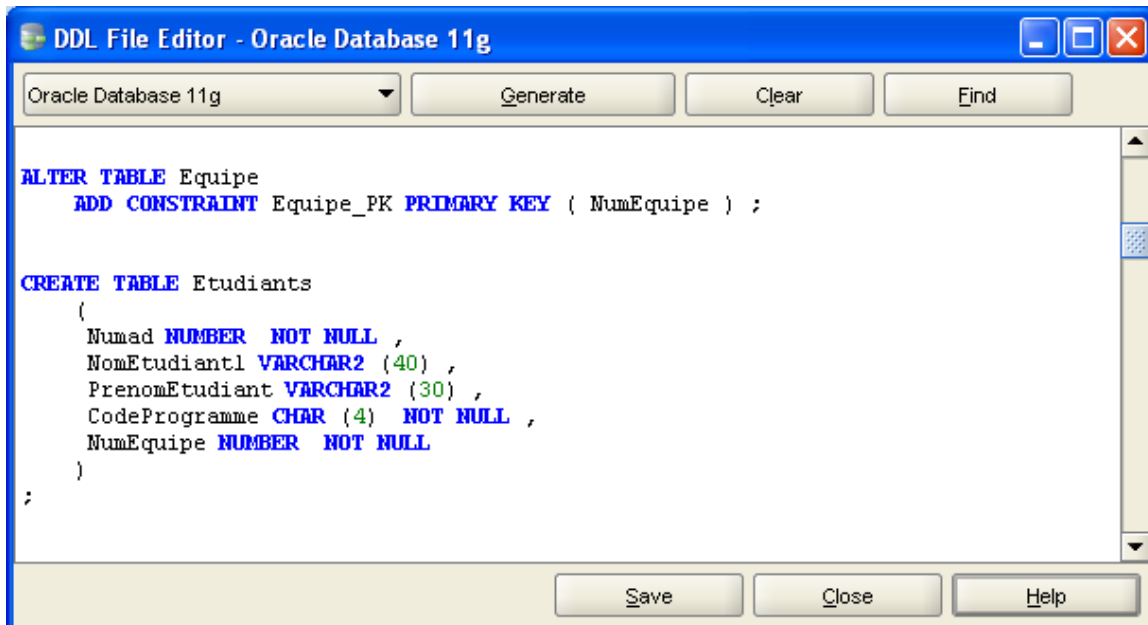 DDL File Editor - Oracle Database 11g
Oracle Database 11g Generate Clear Find
ALTER TABLE Equipe
ADD CONSTRAINT Equipe_PK PRIMARY KEY ( NumEquipe ) ;
CREATE TABLE Etudiants
(
Numad NUMBER NOT NULL ,
NomEtudiantl VARCHAR2 (40) ,
PrenomEtudiant VARCHAR2 (30) ,
CodeProgramme CHAR (4) NOT NULL ,
NumEquipe NUMBER NOT NULL
)
;
Save Close Help